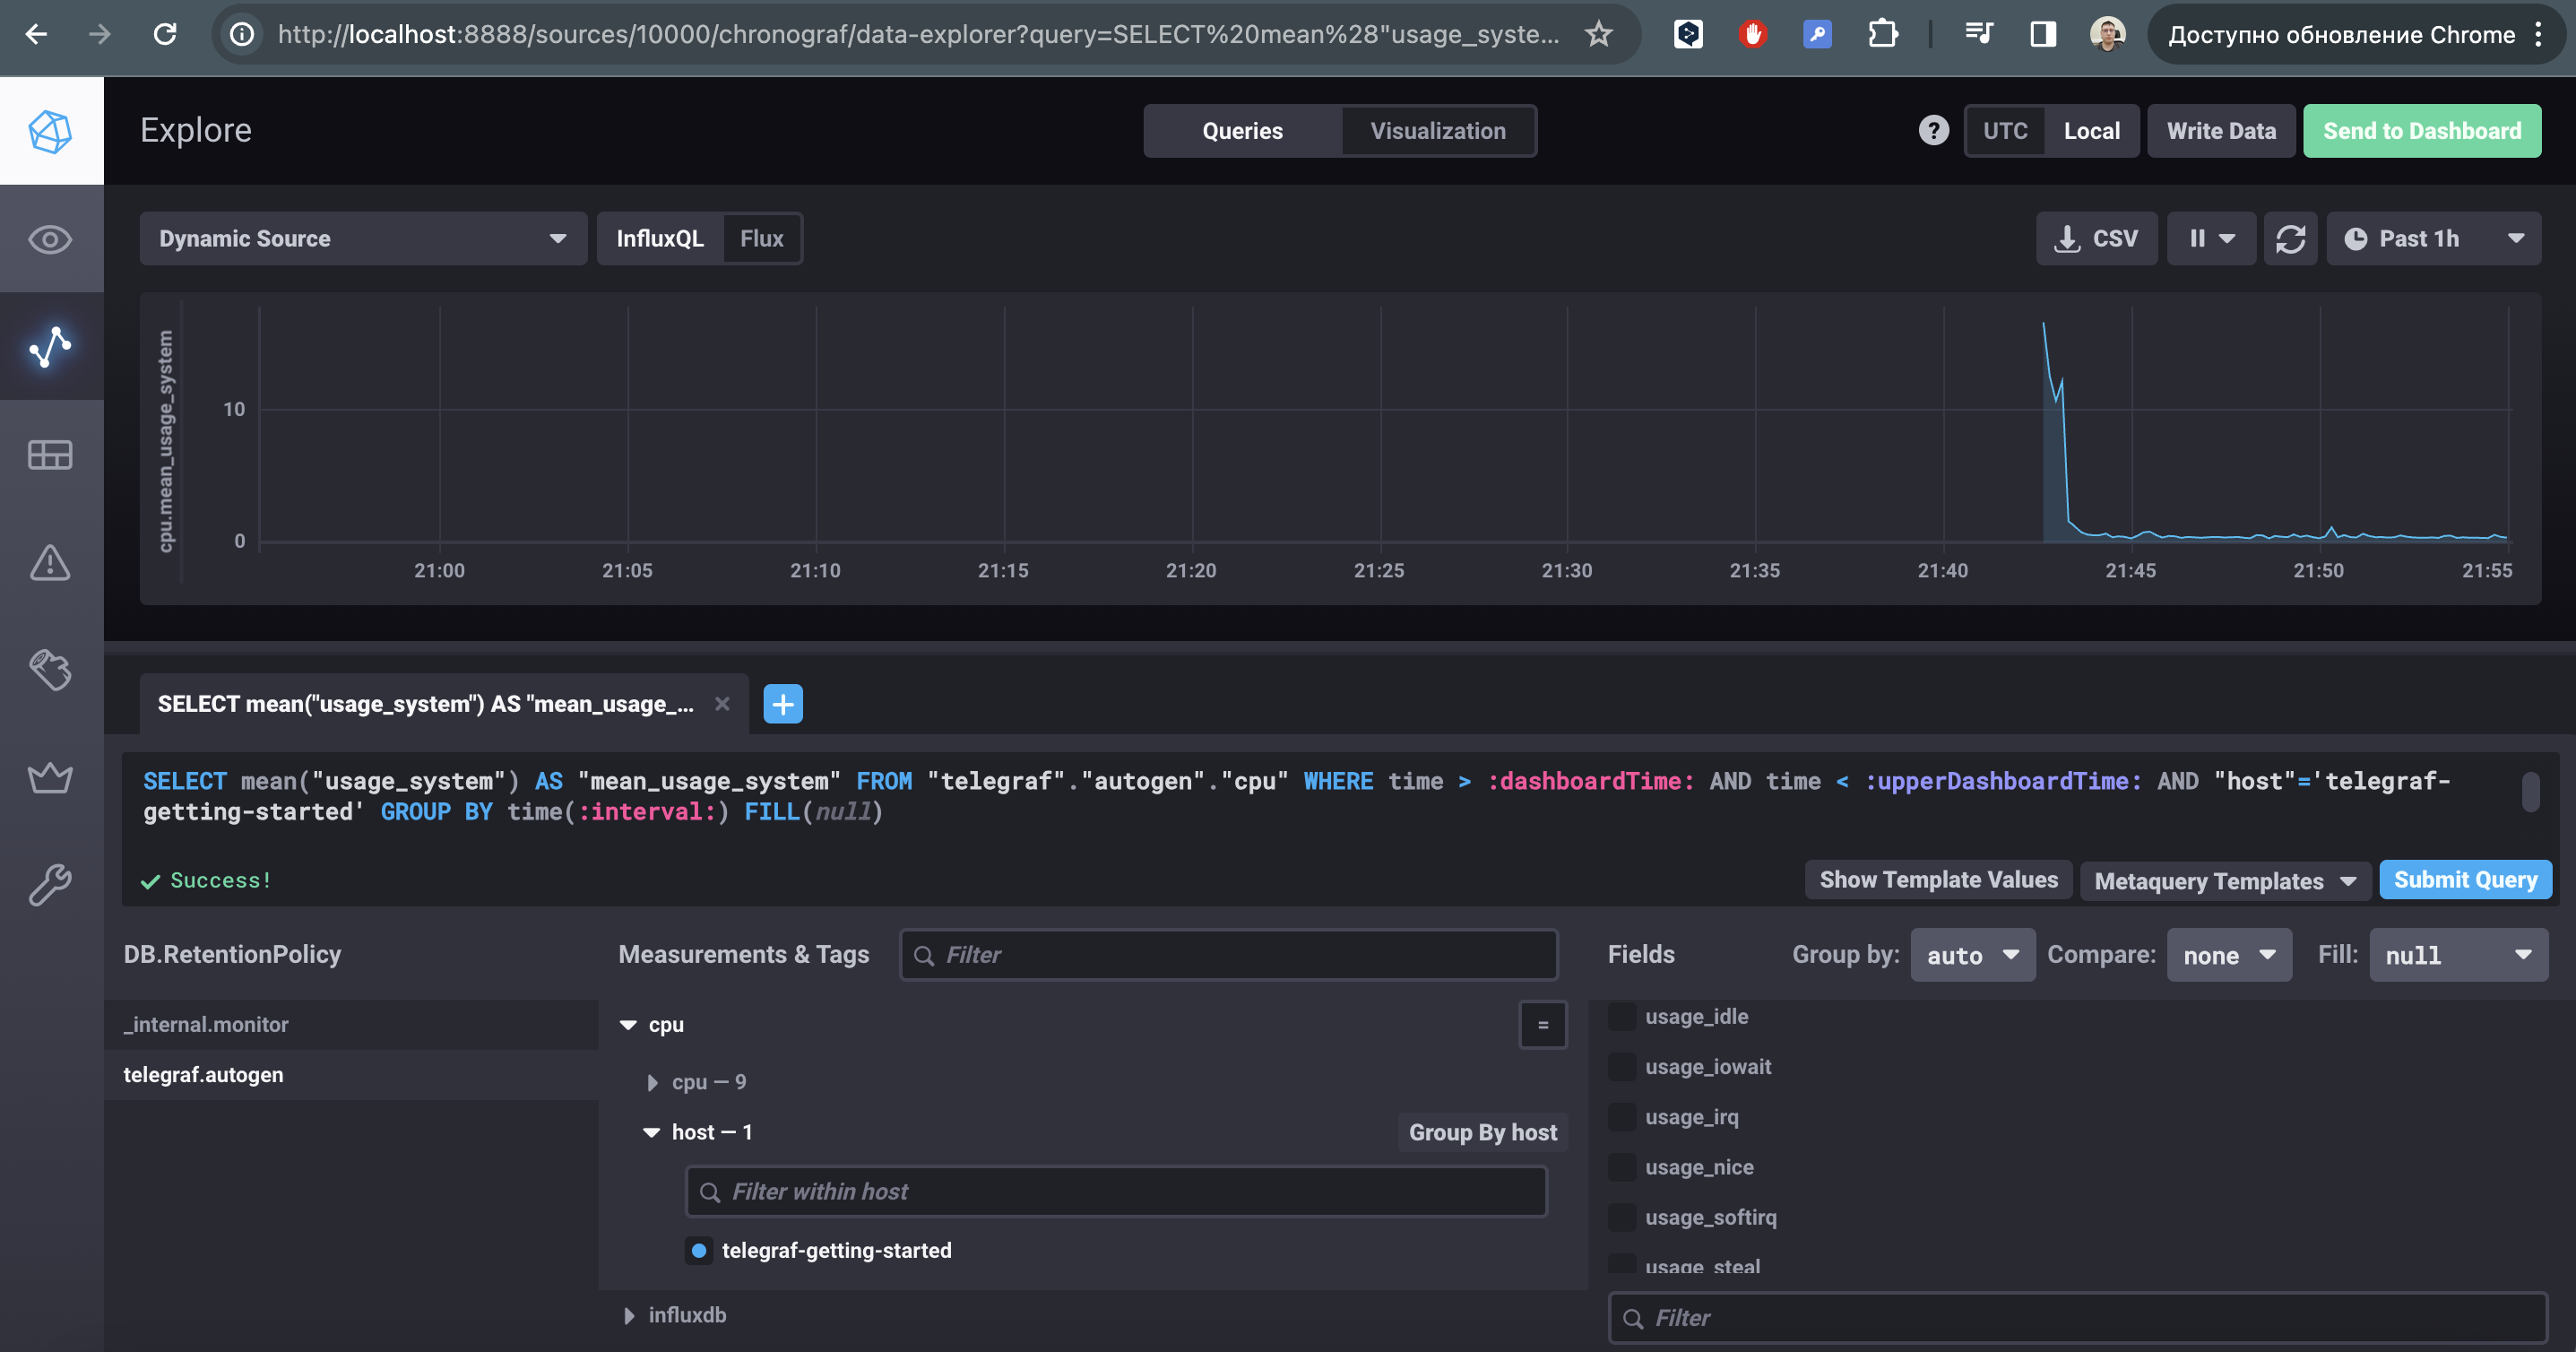 http://localhost:8888/sources/10000/chronograf/data-explorer?query=SELECT%20mean%28"usage_syste...
Доступно обновление Chrome
Explore
Queries
Visualization
?
UTC
Local
Write Data
Send to Dashboard
Dynamic Source
InfluxQL
Flux
CSV
Past 1h
cpu.mean_usage_system
10
0
21:00
21:05
21:10
21:15
21:20
21:25
21:30
21:35
21:40
21:45
21:50
21:55
SELECT mean("usage_system") AS "mean_usage_...
SELECT mean("usage_system") AS "mean_usage_system" FROM "telegraf"."autogen"."cpu" WHERE time > :dashboardTime: AND time < :upperDashboardTime: AND "host"='telegraf-
getting-started' GROUP BY time(:interval:) FILL(null)
Success!
Show Template Values
Metaquery Templates
Submit Query
DB.RetentionPolicy
Measurements & Tags
Filter
Fields
Group by:
auto
Compare:
none
Fill:
null
_internal.monitor
telegraf.autogen
cpu
=
cpu — 9
host — 1
Group By host
Filter within host
telegraf-getting-started
influxdb
usage_idle
usage_iowait
usage_irq
usage_nice
usage_softirq
usage_steal
Filter